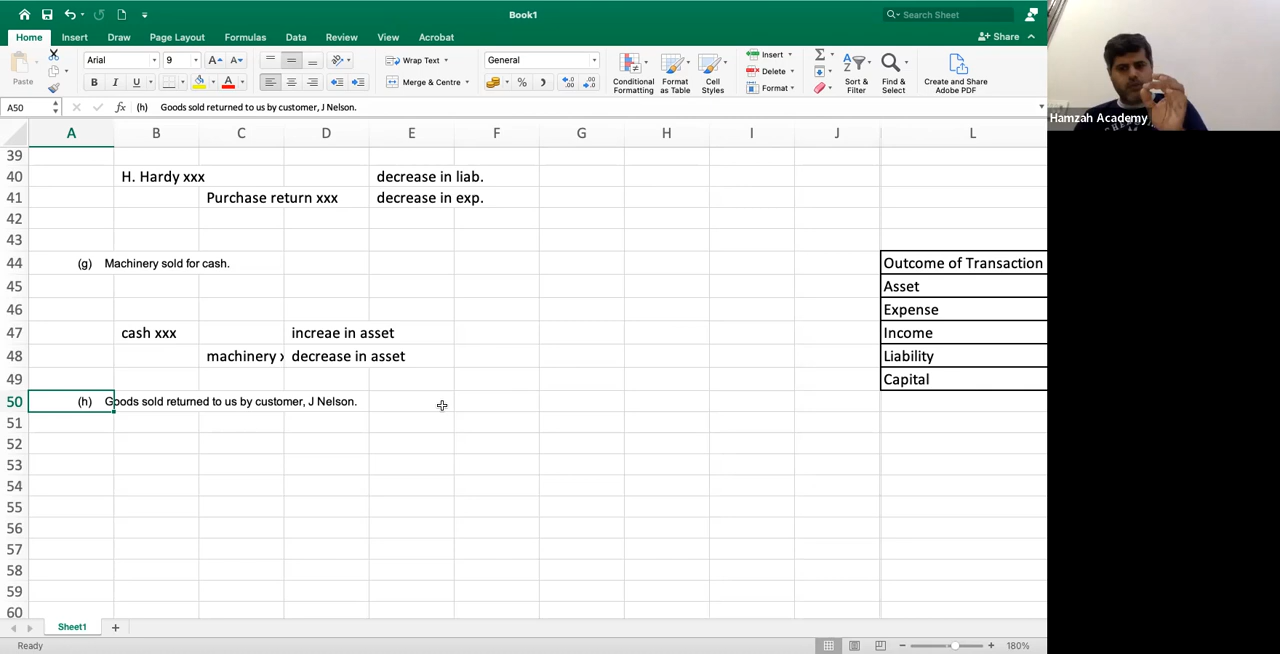 Book1
Search Sheet
Home Insert Draw Page Layout Formulas Data Review View Acrobat
Share
Paste
Arial 9
Wrap Text
General
B I U
Merge & Centre
Conditional Formatting
Format as Table
Cell Styles
Insert
Delete
Format
Sort & Filter
Find & Select
Create and Share Adobe PDF
A50 fx (h) Goods sold returned to us by customer, J Nelson.
Hamzah Academy
A B C D E F G H I J L
39
40 H. Hardy xxx decrease in liab.
41 Purchase return xxx decrease in exp.
42
43
44 (g) Machinery sold for cash. Outcome of Transaction
45 Asset
46 Expense
47 cash xxx increae in asset Income
48 machinery x decrease in asset Liability
49 Capital
50 (h) Goods sold returned to us by customer, J Nelson.
51
52
53
54
55
56
57
58
59
60
Sheet1
Ready
180%